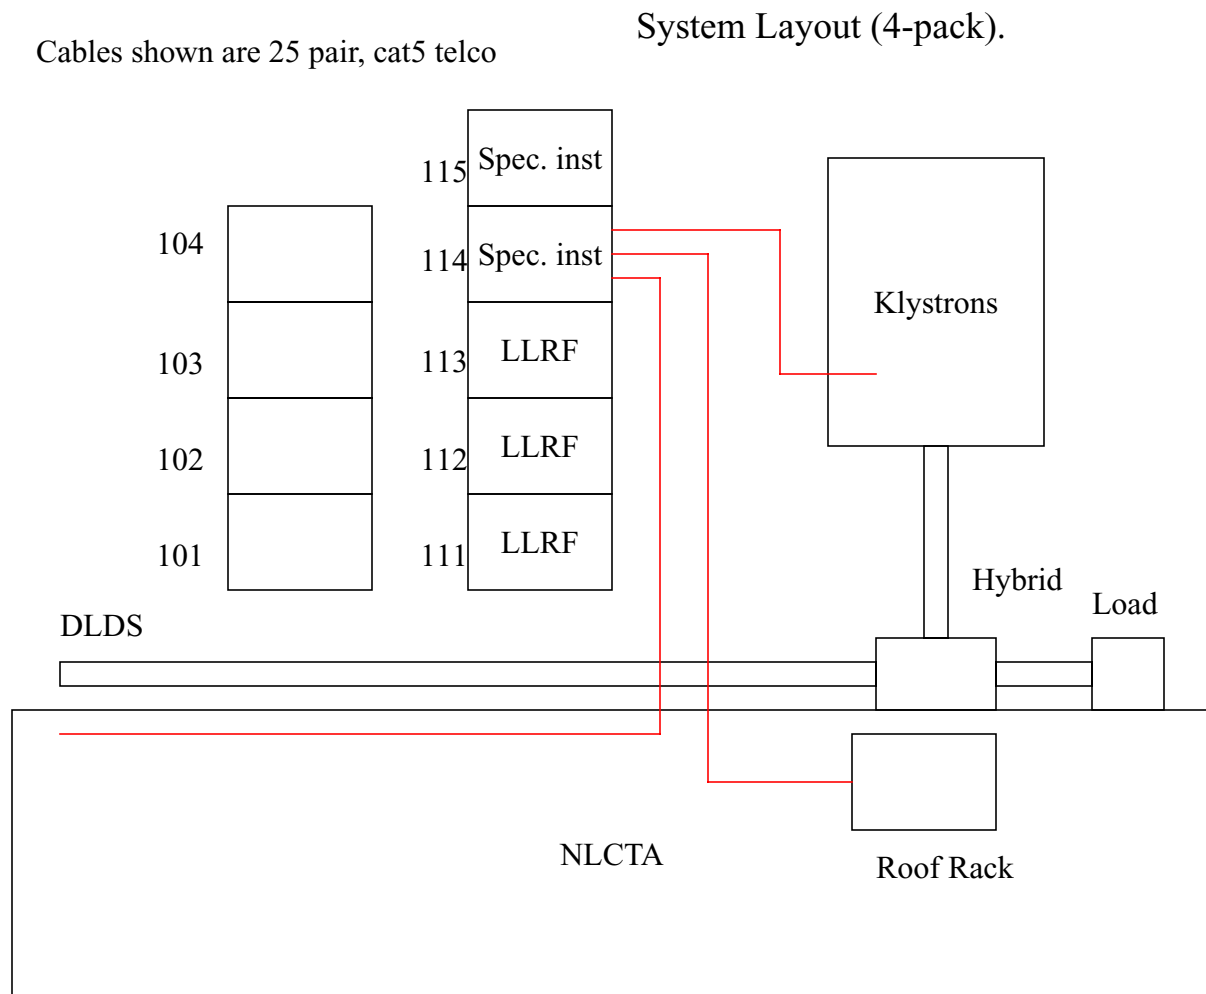 System Layout (4-pack).
Cables shown are 25 pair, cat5 telco
115
Spec. inst
104
114
Spec. inst
Klystrons
103
113
LLRF
102
112
LLRF
101
111
LLRF
Hybrid
Load
DLDS
NLCTA
Roof Rack